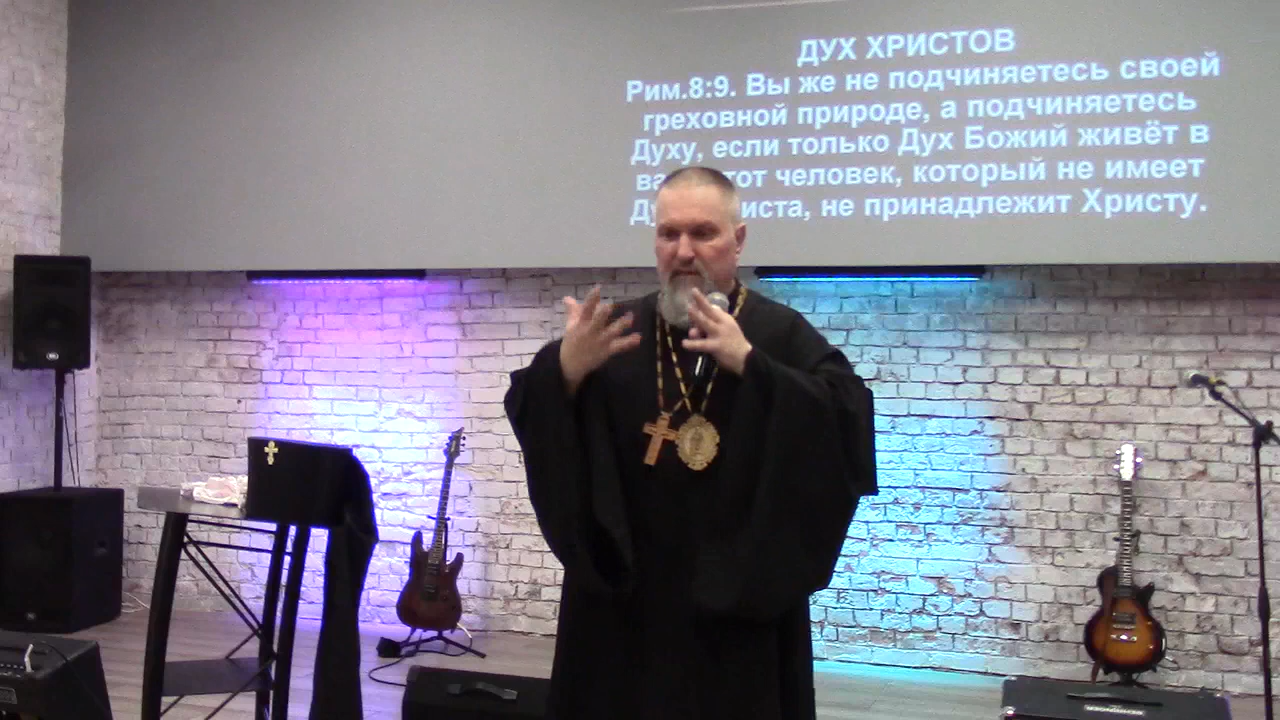 ДУХ ХРИСТОВ
Рим.8:9. Вы же не подчиняетесь своей
греховной природе, а подчиняетесь
Духу, если только Дух Божий живёт в
человек, который не имеет
не принадлежит Христу.